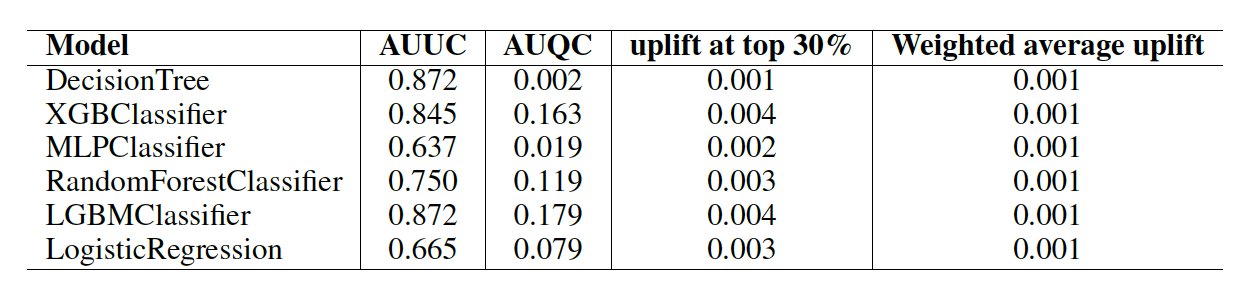 Model AUUC AUQC uplift at top 30% Weighted average uplift
DecisionTree 0.872 0.002 0.001 0.001
XGBClassifier 0.845 0.163 0.004 0.001
MLPClassifier 0.637 0.019 0.002 0.001
RandomForestClassifier 0.750 0.119 0.003 0.001
LGBMClassifier 0.872 0.179 0.004 0.001
LogisticRegression 0.665 0.079 0.003 0.001